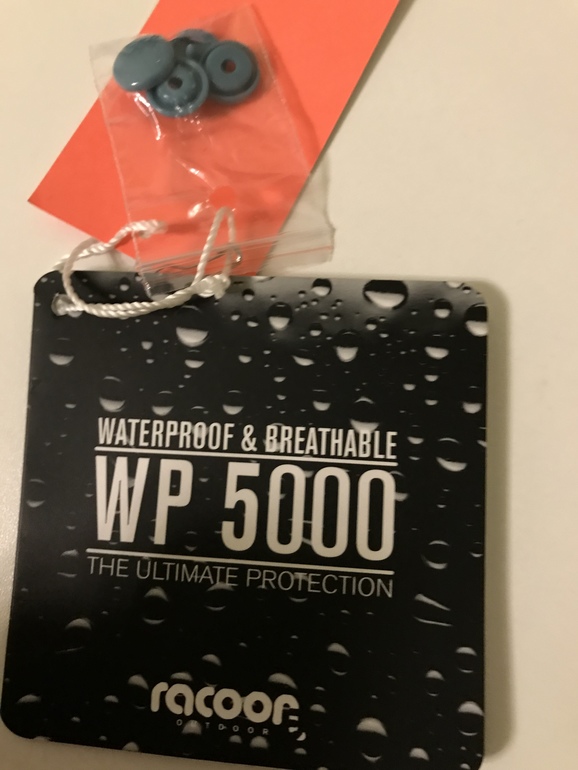 WATERPROOF & BREATHABLE
WP 5000
THE ULTIMATE PROTECTION
racoon
OUTDOOR